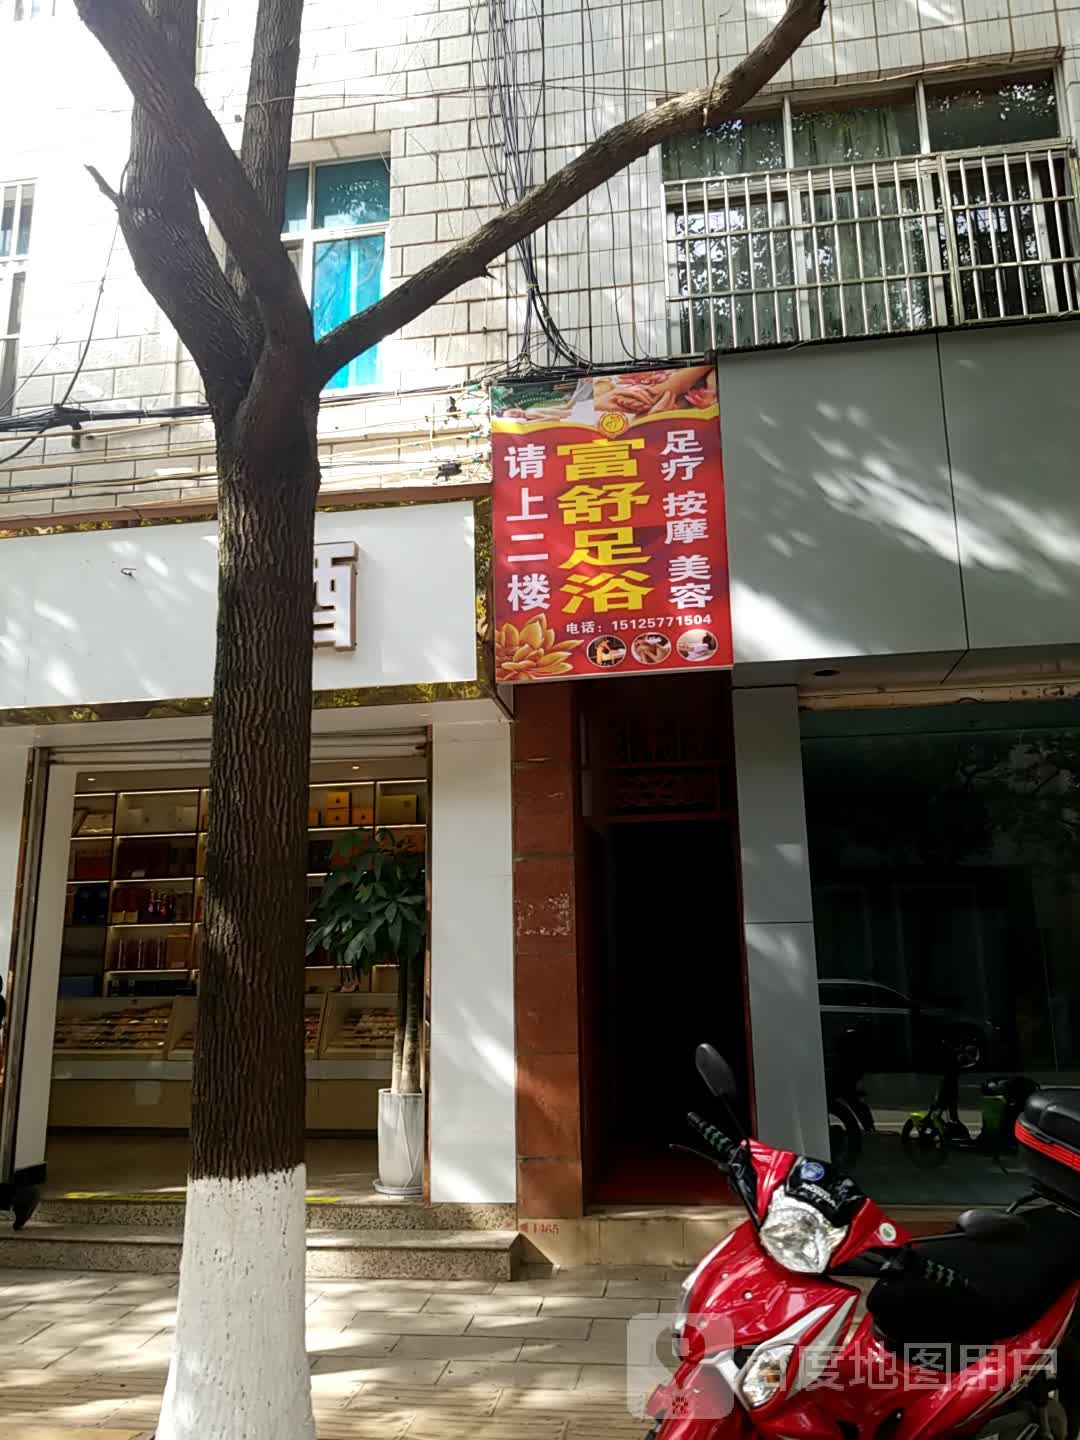 请上二楼
富舒足浴
足疗 按摩 美容
电话：15125771504
酒
1465
百度地图用户